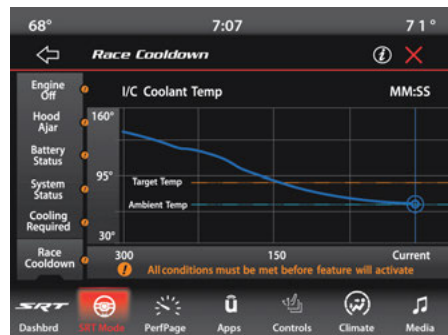 68°
7:07
71°
Race Cooldown
i
Engine
Off
Hood
Ajar
Battery
Status
System
Status
Cooling
Required
Race
Cooldown
I/C Coolant Temp
MM:SS
160°
95°
30°
Target Temp
Ambient Temp
300
150
Current
! All conditions must be met before feature will activate
SRT
Dashbrd
SRT Mode
PerfPage
û
Apps
Controls
Climate
Media